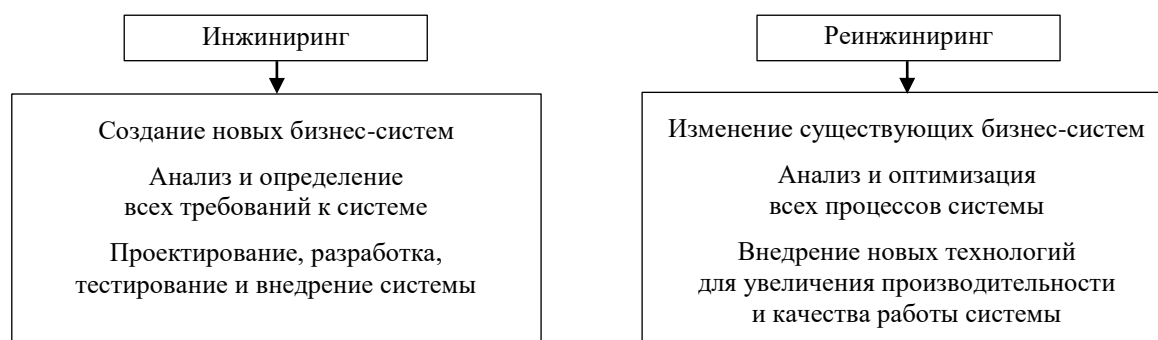 Инжиниринг
Создание новых бизнес-систем
Анализ и определение
всех требований к системе
Проектирование, разработка,
тестирование и внедрение системы
Реинжиниринг
Изменение существующих бизнес-систем
Анализ и оптимизация
всех процессов системы
Внедрение новых технологий
для увеличения производительности
и качества работы системы